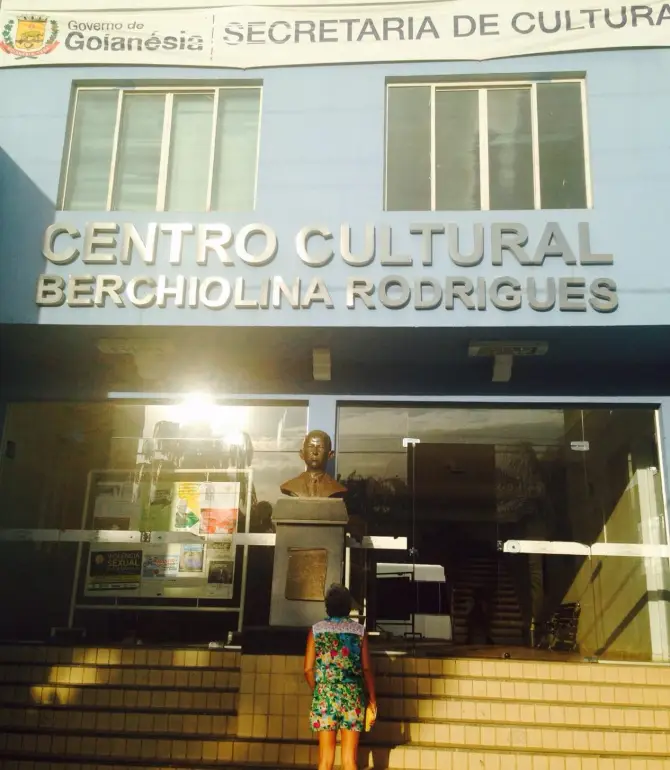 Governo de
Goianésia
SECRETARIA DE CULTURA
CENTRO CULTURAL
BERCHIOLINA RODRIGUES
SEXUAL